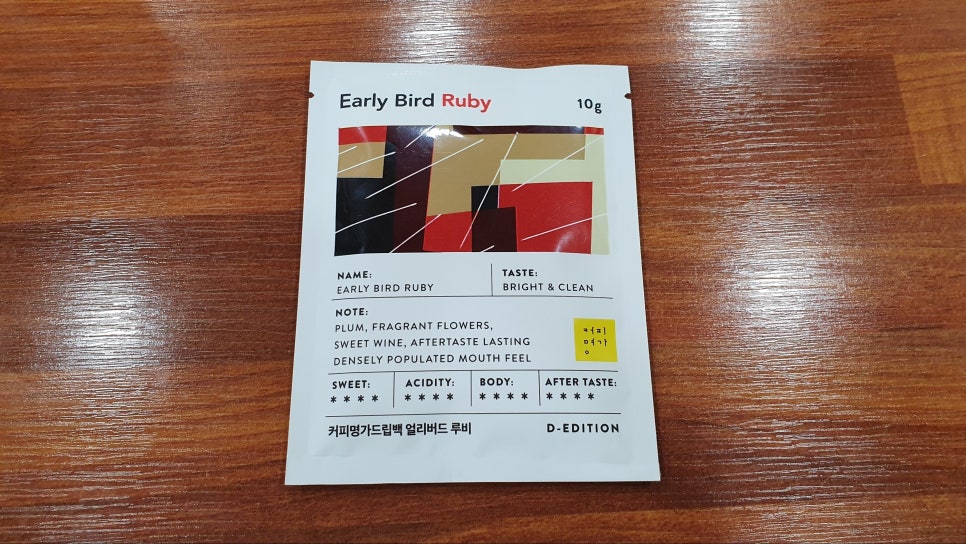 Early Bird Ruby 10g
NAME: TASTE:
EARLY BIRD RUBY BRIGHT & CLEAN
NOTE:
PLUM, FRAGRANT FLOWERS,
SWEET WINE, AFTERTASTE LASTING
DENSELY POPULATED MOUTH FEEL
커피
명가
SWEET: ACIDITY: BODY: AFTER TASTE:
**** **** **** ****
커피명가드립백 얼리버드 루비 D-EDITION